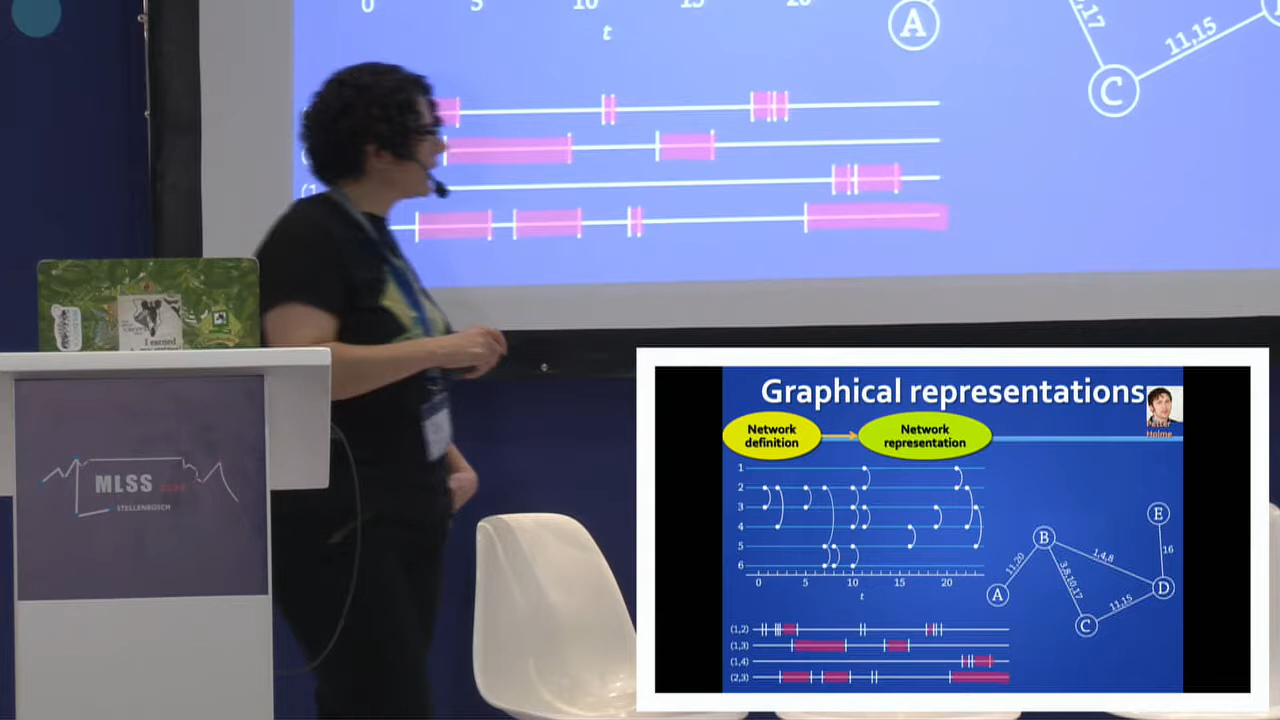 0 5 10 15 20
t
A
C
11,15
,17
(1
I earned
MLSS
STELLENBOSCH
Graphical representations
Petter
Holme
Network
definition
Network
representation
1
2
3
4
5
6
0 5 10 15 20
t
A
B
C
D
E
11,20
3,8,10,17
1,4,8
11,15
16
(1,2)
(1,3)
(1,4)
(2,3)